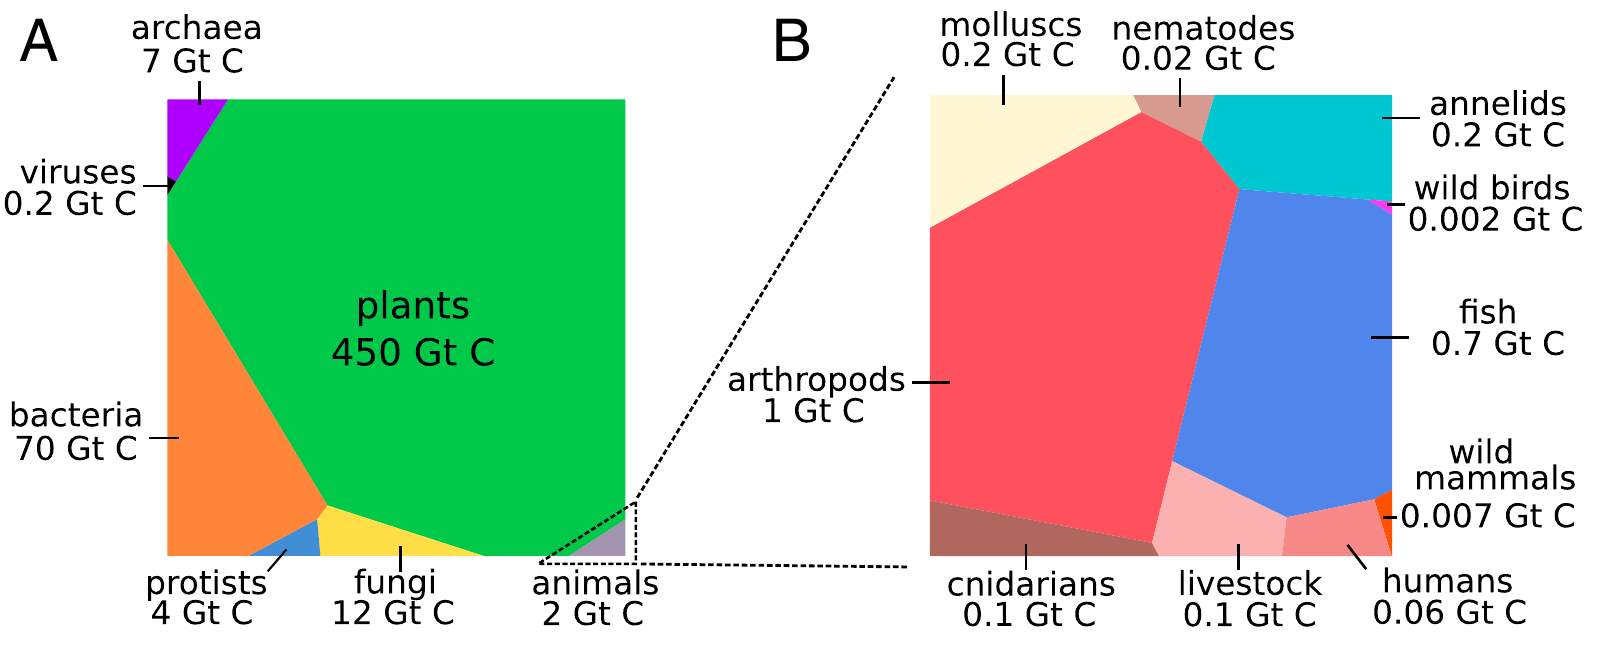 A
archaea
7 Gt C
viruses
0.2 Gt C
plants
450 Gt C
bacteria
70 Gt C
protists
4 Gt C
fungi
12 Gt C
animals
2 Gt C
B
molluscs
0.2 Gt C
nematodes
0.02 Gt C
annelids
0.2 Gt C
wild birds
0.002 Gt C
fish
0.7 Gt C
arthropods
1 Gt C
wild
mammals
0.007 Gt C
cnidarians
0.1 Gt C
livestock
0.1 Gt C
humans
0.06 Gt C